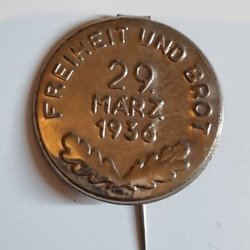 FREIHEIT UND BROT
29
MÄRZ
1936